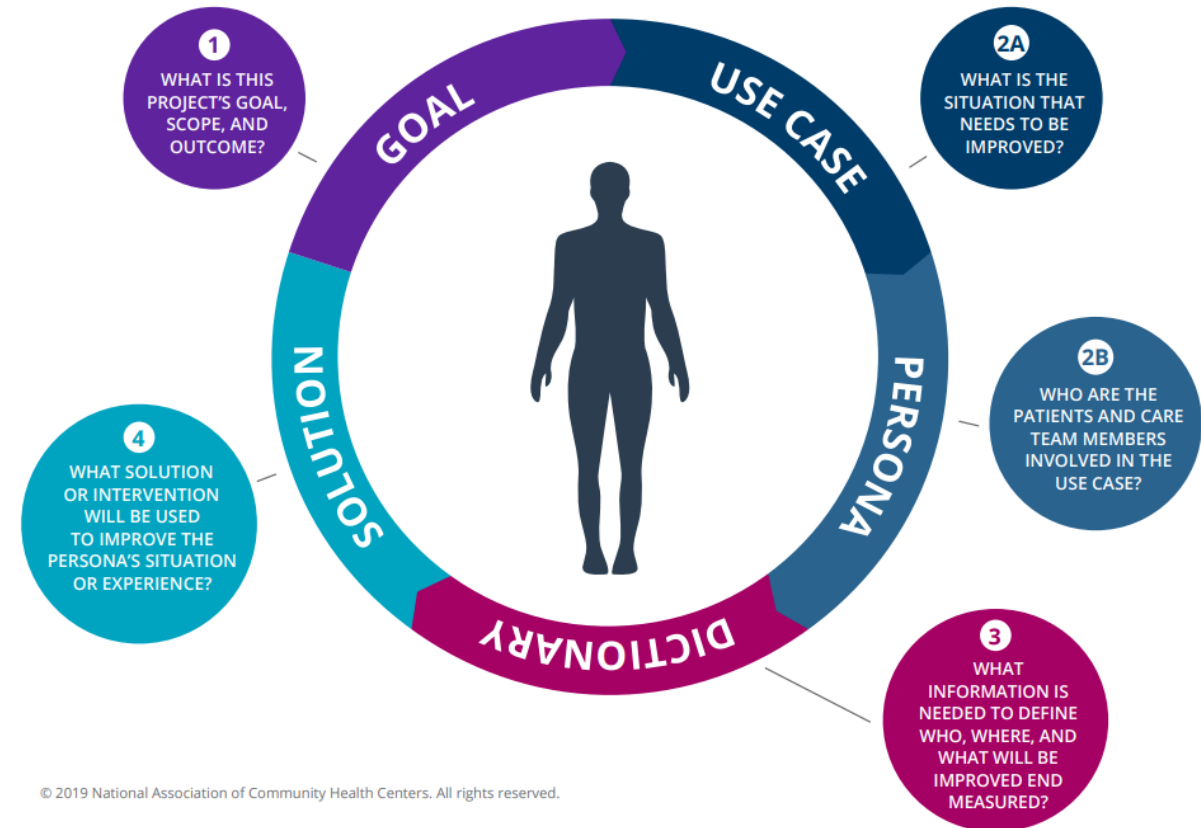 1
WHAT IS THIS
PROJECT'S GOAL,
SCOPE, AND
OUTCOME?
GOAL
USE CASE
2A
WHAT IS THE
SITUATION THAT
NEEDS TO BE
IMPROVED?
PERSONA
2B
WHO ARE THE
PATIENTS AND CARE
TEAM MEMBERS
INVOLVED IN THE
USE CASE?
DICTIONARY
3
WHAT
INFORMATION IS
NEEDED TO DEFINE
WHO, WHERE, AND
WHAT WILL BE
IMPROVED END
MEASURED?
SOLUTION
4
WHAT SOLUTION
OR INTERVENTION
WILL BE USED
TO IMPROVE THE
PERSONA'S SITUATION
OR EXPERIENCE?
© 2019 National Association of Community Health Centers. All rights reserved.